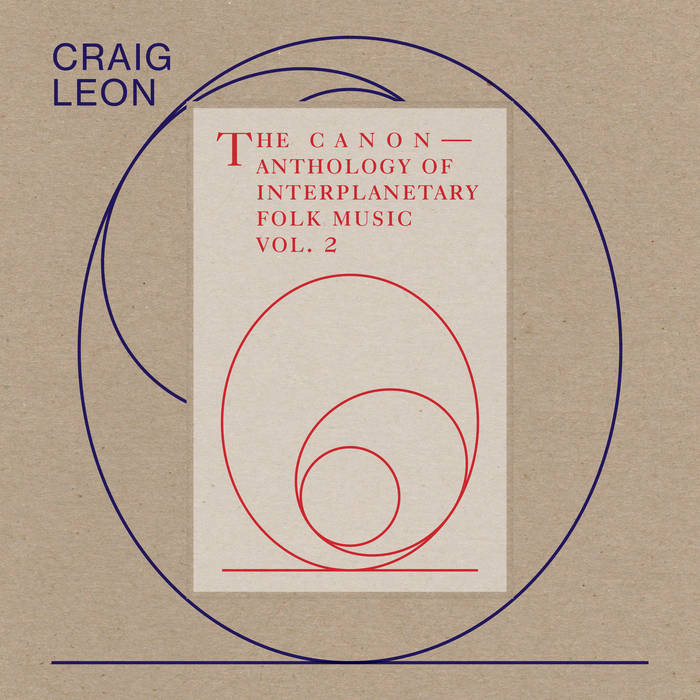 CRAIG
LEON
THE CANON —
ANTHOLOGY OF
INTERPLANETARY
FOLK MUSIC
VOL. 2